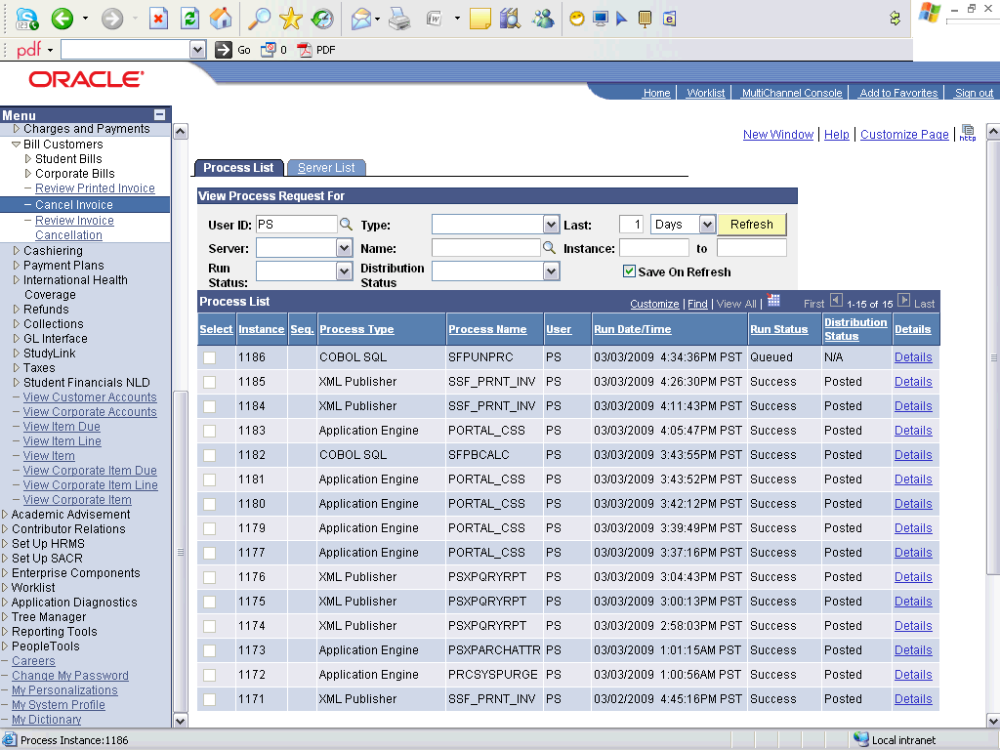 pdf Go 0 PDF
ORACLE
Home Worklist MultiChannel Console Add to Favorites Sign out
New Window Help Customize Page http
Menu
Charges and Payments
Bill Customers
Student Bills
Corporate Bills
Review Printed Invoice
Cancel Invoice
Review Invoice
Cancellation
Cashiering
Payment Plans
International Health
Coverage
Refunds
Collections
GL Interface
StudyLink
Taxes
Student Financials NLD
View Customer Accounts
View Corporate Accounts
View Item Due
View Item Line
View Item
View Corporate Item Due
View Corporate Item Line
View Corporate Item
Academic Advisement
Contributor Relations
Set Up HRMS
Set Up SACR
Enterprise Components
Worklist
Application Diagnostics
Tree Manager
Reporting Tools
PeopleTools
Careers
Change My Password
My Personalizations
My System Profile
My Dictionary
Process List Server List
View Process Request For
User ID: PS Type: Last: 1 Days Refresh
Server: Name: Instance: to
Run Status: Distribution Status Save On Refresh
Process List Customize | Find | View All | First 1-15 of 15 Last
Select Instance Seq. Process Type Process Name User Run Date/Time Run Status Distribution Status Details
1186 COBOL SQL SFPUNPRC PS 03/03/2009 4:34:36PM PST Queued N/A Details
1185 XML Publisher SSF_PRNT_INV PS 03/03/2009 4:26:30PM PST Success Posted Details
1184 XML Publisher SSF_PRNT_INV PS 03/03/2009 4:11:43PM PST Success Posted Details
1183 Application Engine PORTAL_CSS PS 03/03/2009 4:05:47PM PST Success Posted Details
1182 COBOL SQL SFPBCALC PS 03/03/2009 3:43:55PM PST Success Posted Details
1181 Application Engine PORTAL_CSS PS 03/03/2009 3:43:52PM PST Success Posted Details
1180 Application Engine PORTAL_CSS PS 03/03/2009 3:42:12PM PST Success Posted Details
1179 Application Engine PORTAL_CSS PS 03/03/2009 3:39:49PM PST Success Posted Details
1177 Application Engine PORTAL_CSS PS 03/03/2009 3:37:16PM PST Success Posted Details
1176 XML Publisher PSXPQRYRPT PS 03/03/2009 3:04:43PM PST Success Posted Details
1175 XML Publisher PSXPQRYRPT PS 03/03/2009 3:00:13PM PST Success Posted Details
1174 XML Publisher PSXPQRYRPT PS 03/03/2009 2:58:03PM PST Success Posted Details
1173 Application Engine PSXPARCHATTR PS 03/03/2009 1:01:15AM PST Success Posted Details
1172 Application Engine PRCSYSPURGE PS 03/03/2009 1:00:56AM PST Success Posted Details
1171 XML Publisher SSF_PRNT_INV PS 03/02/2009 4:45:16PM PST Success Posted Details
Process Instance:1186 Local intranet